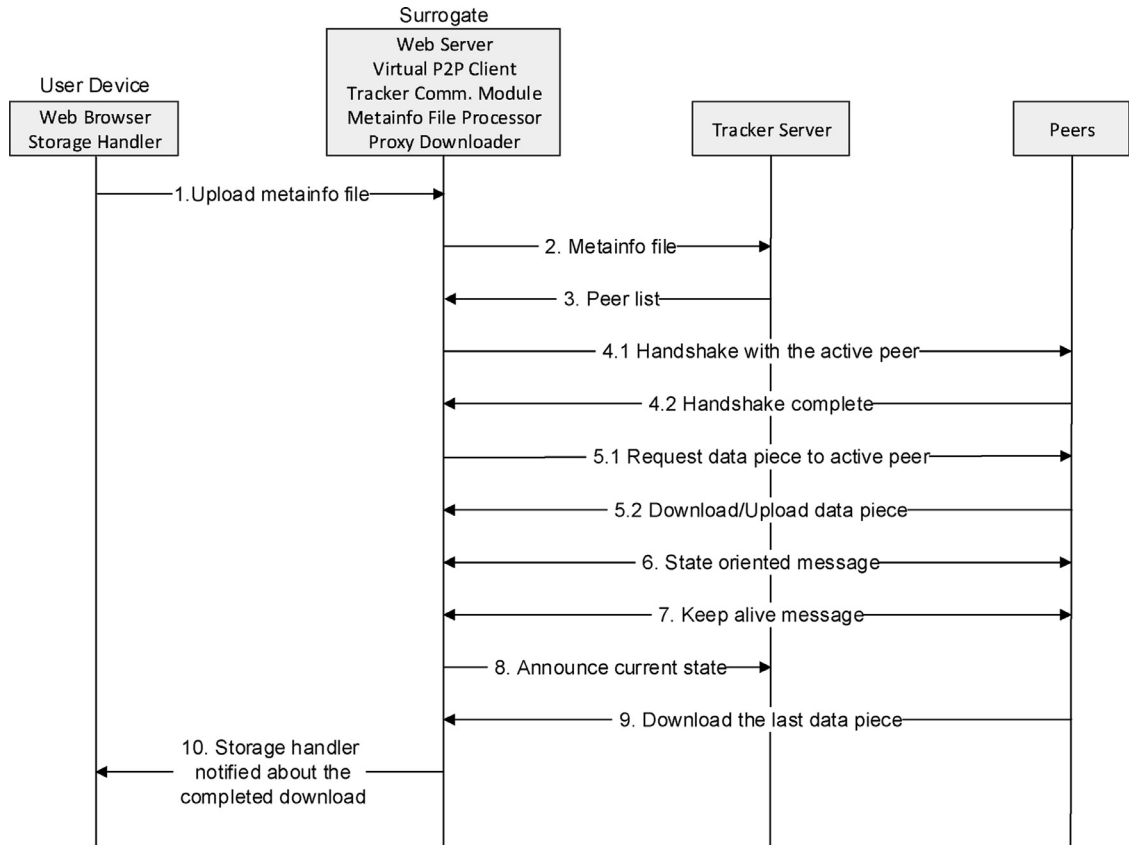 Surrogate
Web Server
Virtual P2P Client
Tracker Comm. Module
Metainfo File Processor
Proxy Downloader
User Device
Web Browser
Storage Handler
Tracker Server
Peers
1.Upload metainfo file
2. Metainfo file
3. Peer list
4.1 Handshake with the active peer
4.2 Handshake complete
5.1 Request data piece to active peer
5.2 Download/Upload data piece
6. State oriented message
7. Keep alive message
8. Announce current state
9. Download the last data piece
10. Storage handler
notified about the
completed download